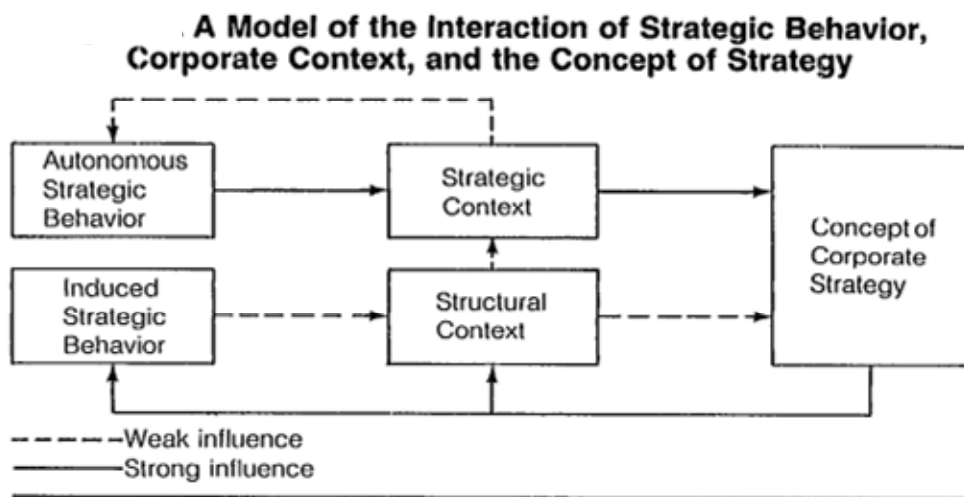 A Model of the Interaction of Strategic Behavior,
Corporate Context, and the Concept of Strategy
Autonomous
Strategic
Behavior
Strategic
Context
Concept of
Corporate
Strategy
Induced
Strategic
Behavior
Structural
Context
Weak influence
Strong influence